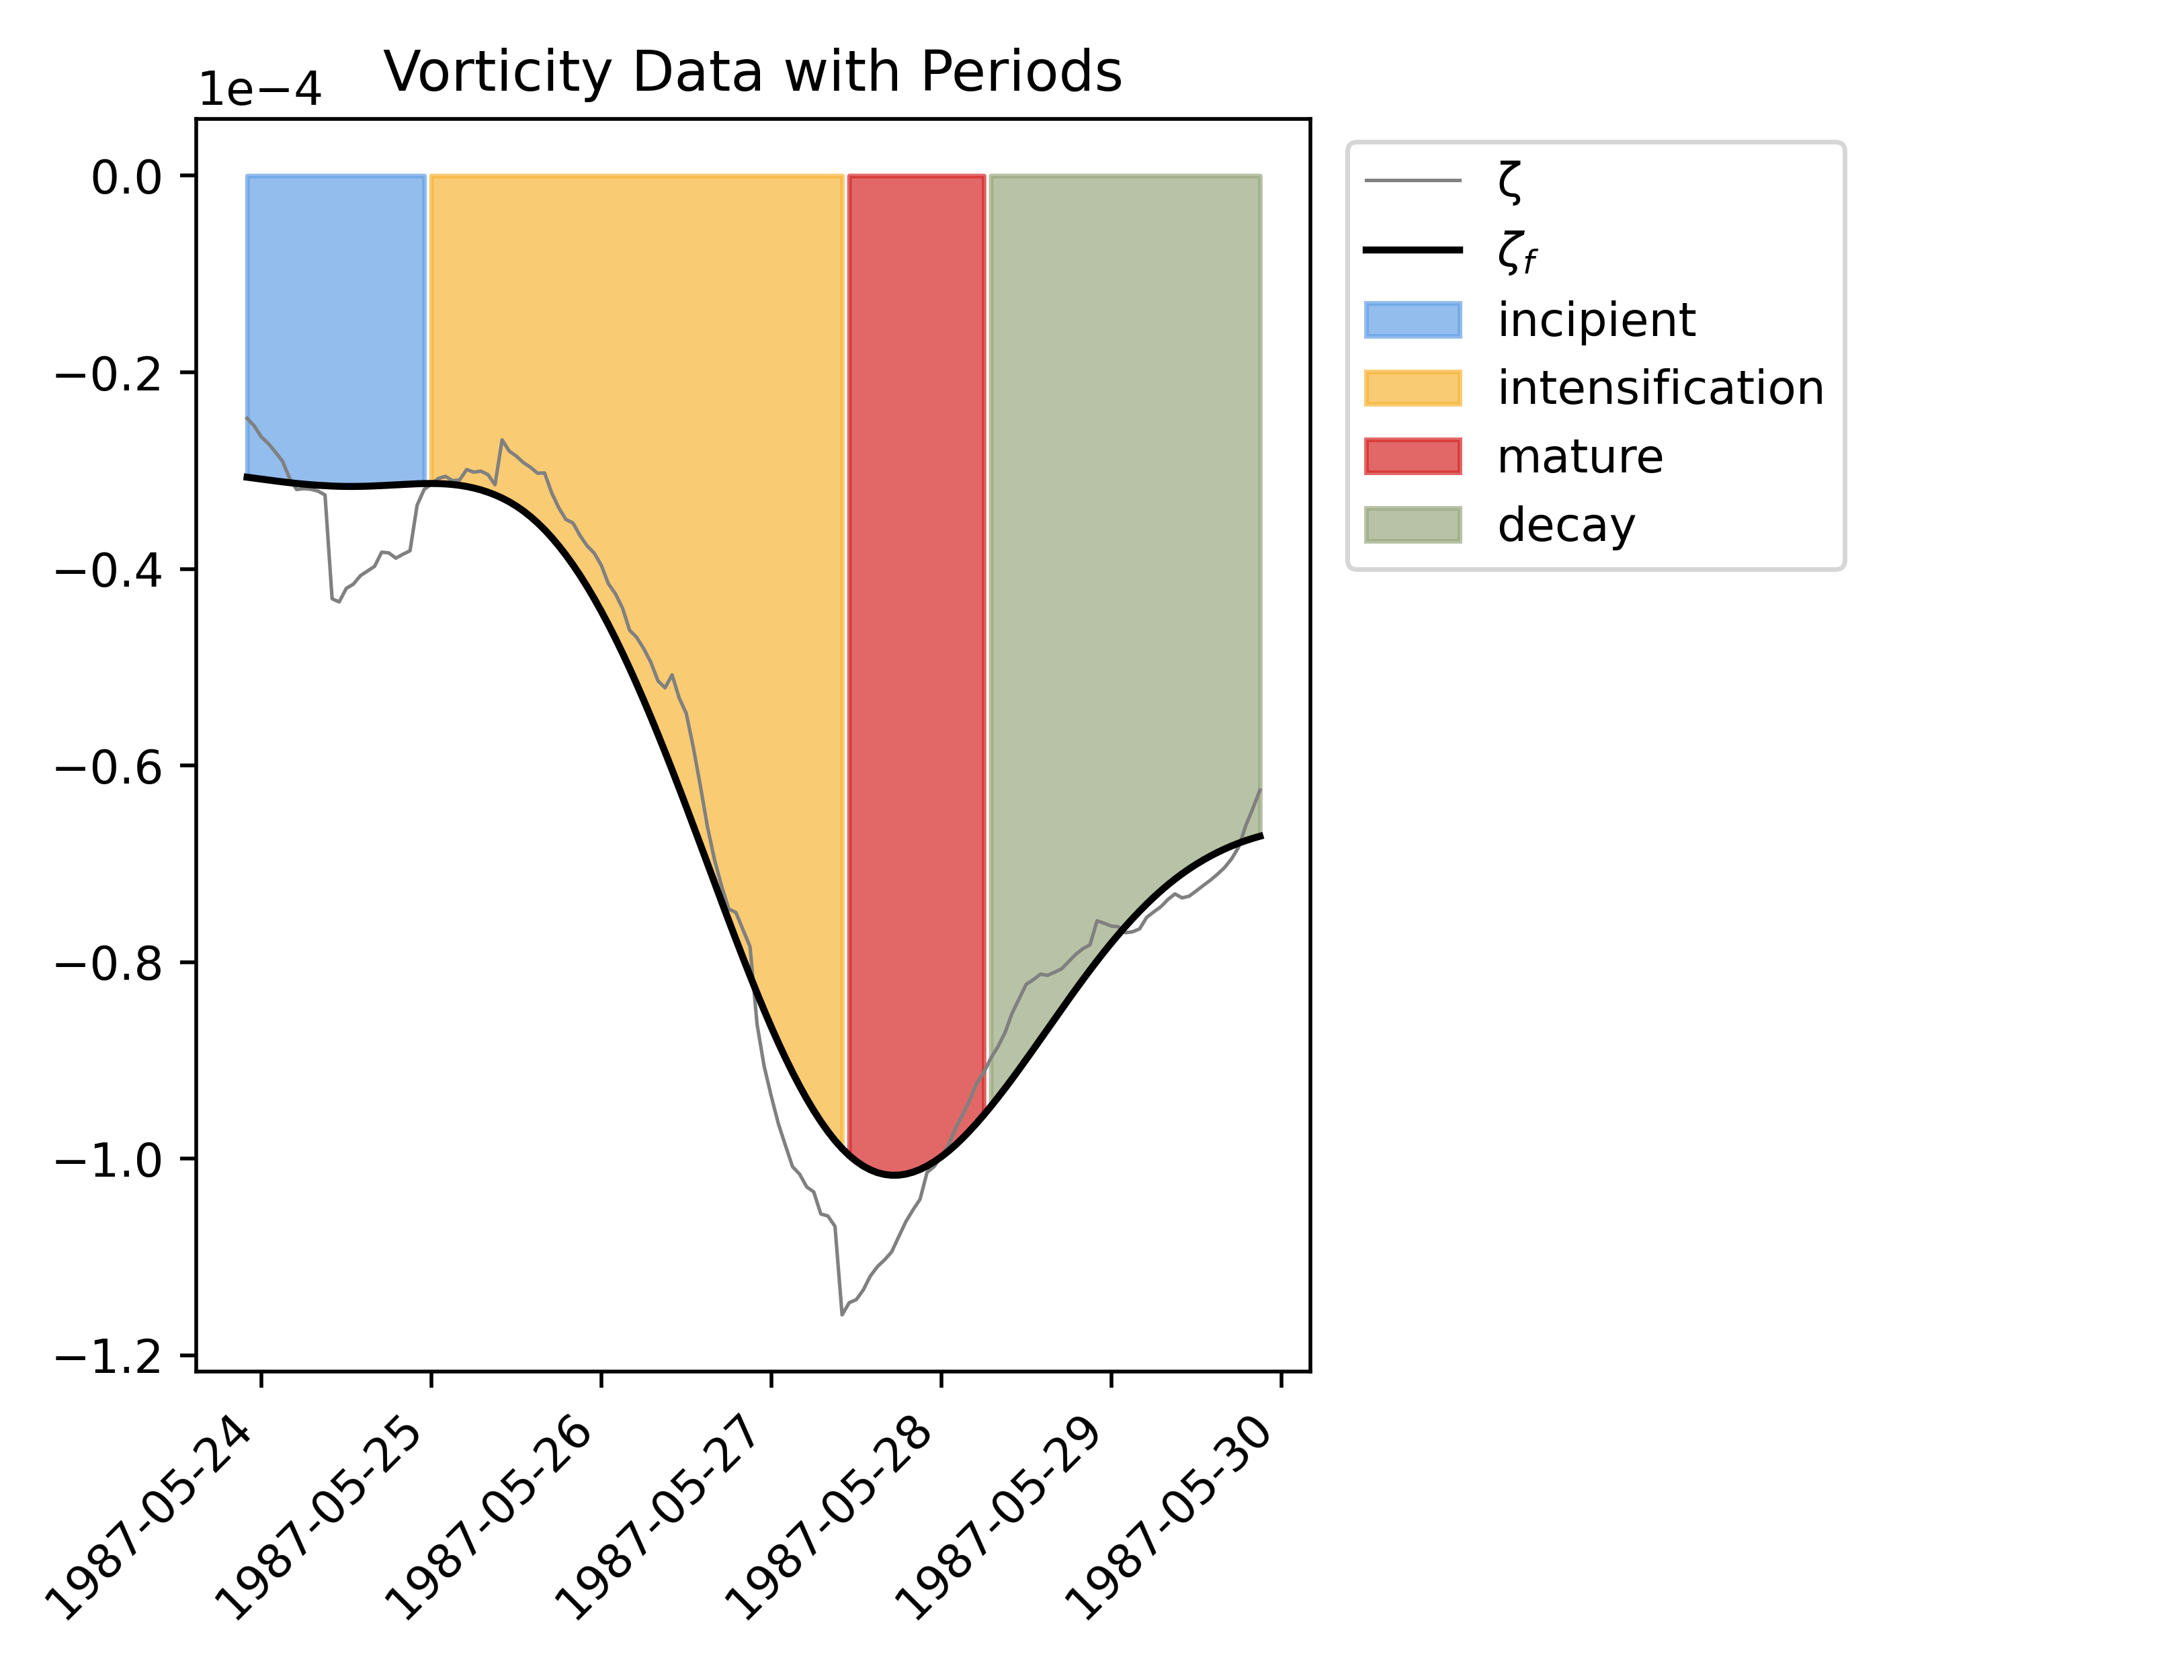 Vorticity Data with Periods
1e−4
0.0
−0.2
−0.4
−0.6
−0.8
−1.0
−1.2
1987-05-24
1987-05-25
1987-05-26
1987-05-27
1987-05-28
1987-05-29
1987-05-30
ζ
ζf
incipient
intensification
mature
decay